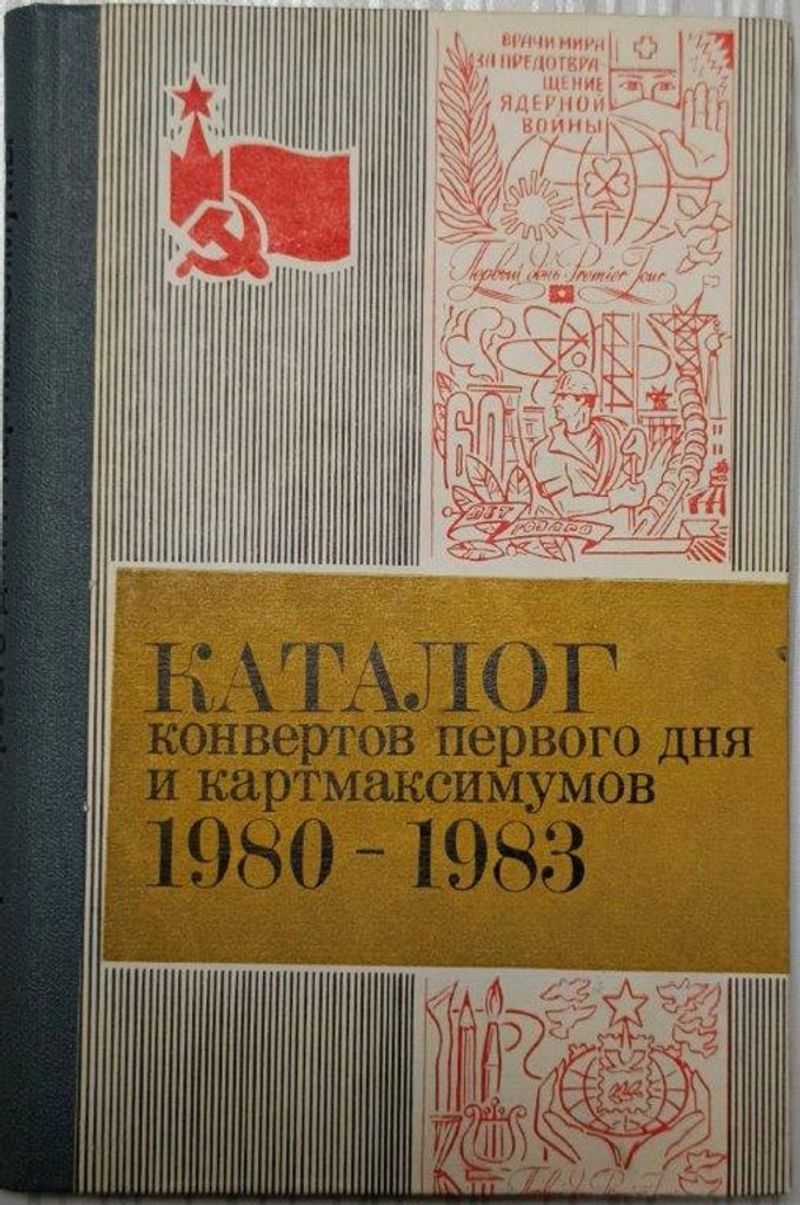 ВРАЧИ МИРА
ЗА ПРЕДОТВРА-
ЩЕНИЕ
ЯДЕРНОЙ
ВОЙНЫ
Первый день Premier Jour
60
ЛЕТ
КАТАЛОГ
конвертов первого дня
и картмаксимумов
1980-1983